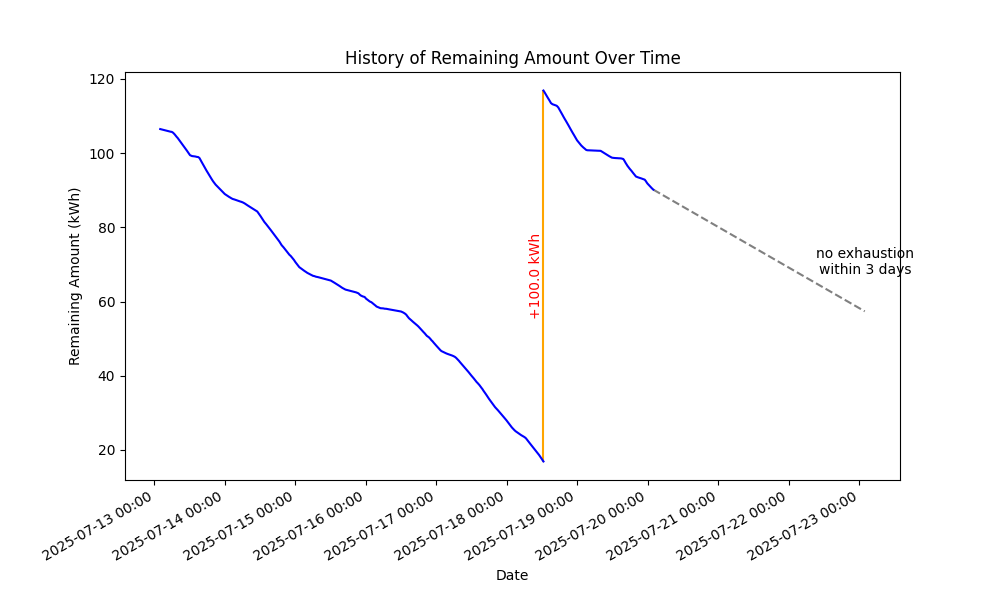 History of Remaining Amount Over Time
Remaining Amount (kWh)
120
100
80
60
40
20
+100.0 kWh
no exhaustion
within 3 days
2025-07-13 00:00
2025-07-14 00:00
2025-07-15 00:00
2025-07-16 00:00
2025-07-17 00:00
2025-07-18 00:00
2025-07-19 00:00
2025-07-20 00:00
2025-07-21 00:00
2025-07-22 00:00
2025-07-23 00:00
Date